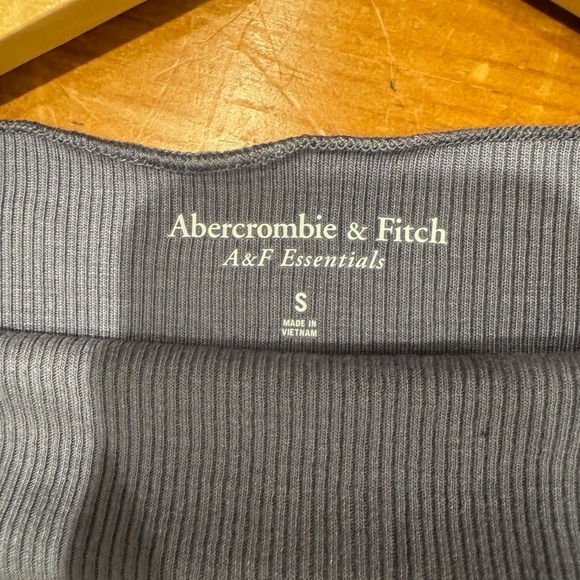 Abercrombie & Fitch
A&F Essentials
S
MADE IN
VIETNAM